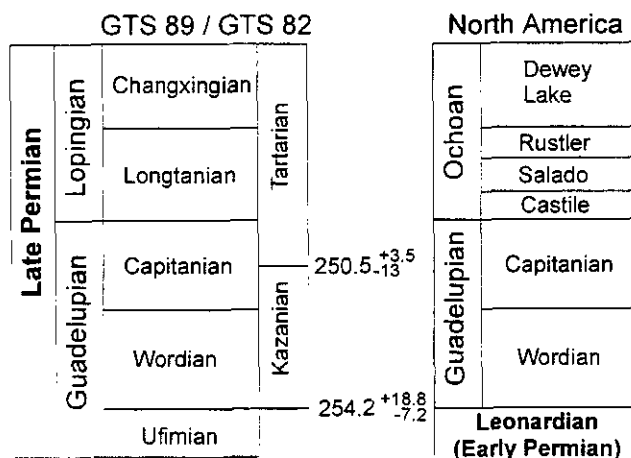 GTS 89 / GTS 82
North America
Late Permian
Lopingian
Guadelupian
Changxingian
Longtanian
Capitanian
Wordian
Ufimian
Tartarian
Kazanian
250.5 +3.5 -13
254.2 +18.8 -7.2
Ochoan
Guadelupian
Dewey
Lake
Rustler
Salado
Castile
Capitanian
Wordian
Leonardian
(Early Permian)